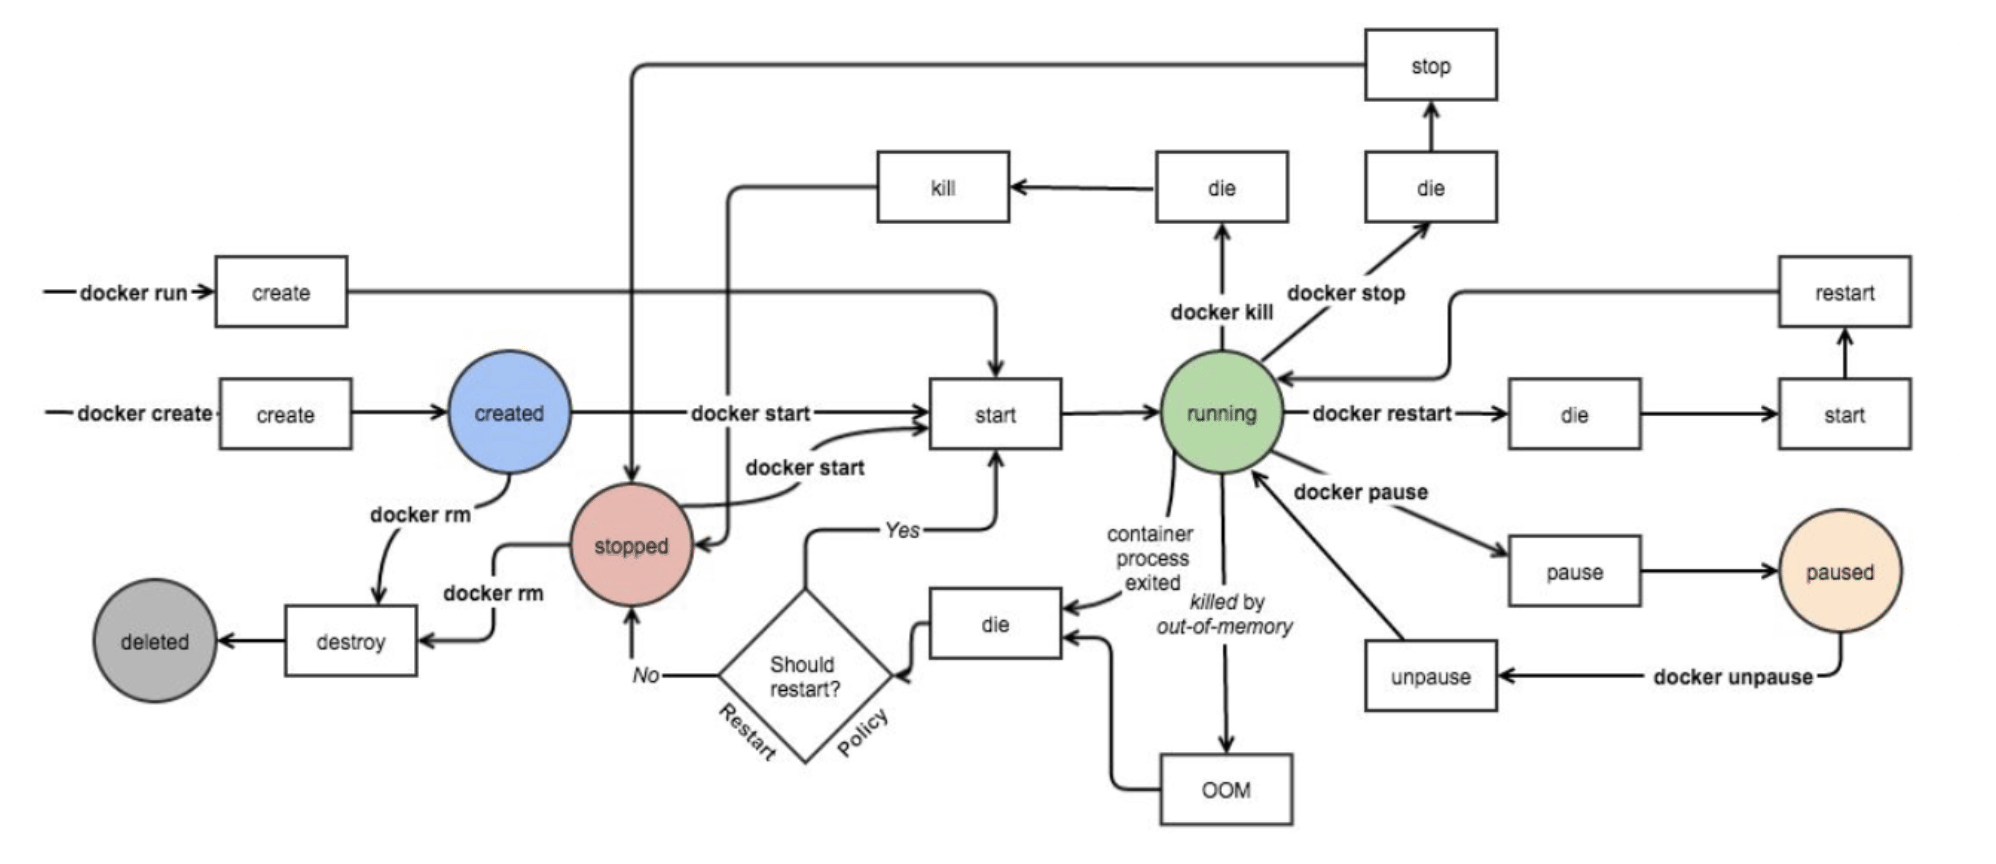 stop
kill
die
die
docker run
create
docker kill
docker stop
restart
docker create
create
created
docker start
start
running
docker restart
die
start
docker start
docker rm
stopped
Yes
docker pause
container
process
exited
pause
paused
docker rm
killed by
out-of-memory
deleted
destroy
die
No
Should
restart?
Restart
Policy
unpause
docker unpause
OOM